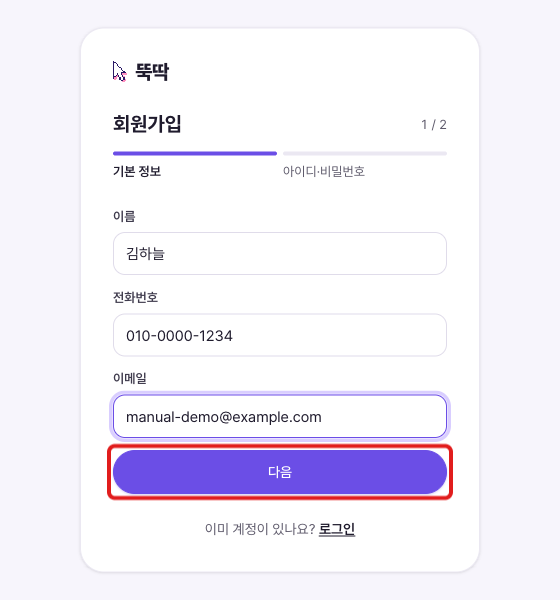 뚝딱
회원가입 1 / 2
기본 정보 아이디·비밀번호
이름
김하늘
전화번호
010-0000-1234
이메일
manual-demo@example.com
다음
이미 계정이 있나요? 로그인